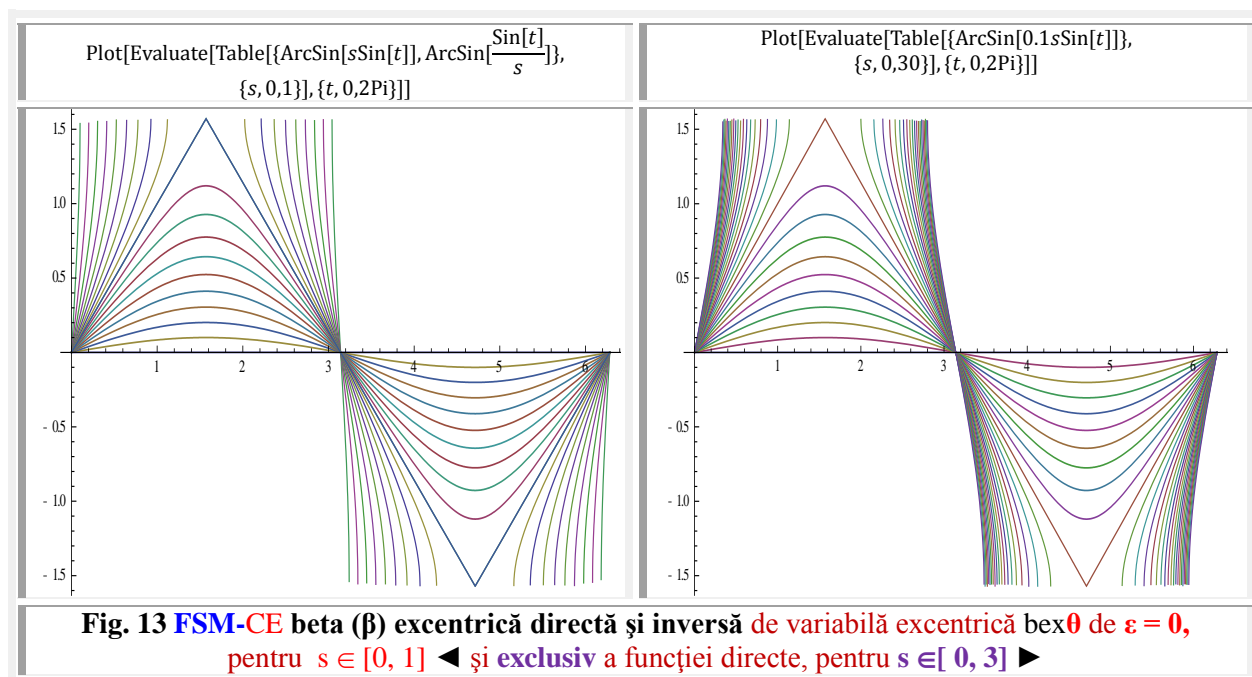 Plot[Evaluate[Table[{ArcSin[sSin[t]], ArcSin[Sin[t]/s]},
{s, 0,1}], {t, 0,2Pi}]]
Plot[Evaluate[Table[{ArcSin[0.1sSin[t]]},
{s, 0,30}], {t, 0,2Pi}]]
1.5
1.0
0.5
1 2 3 4 5 6
- 0.5
- 1.0
- 1.5
1.5
1.0
0.5
1 2 3 4 5 6
- 0.5
- 1.0
- 1.5
Fig. 13 FSM-CE beta (β) excentrică directă şi inversă de variabilă excentrică bexθ de ε = 0,
pentru s ∈ [0, 1] ◄ şi exclusiv a funcţiei directe, pentru s ∈[ 0, 3] ►